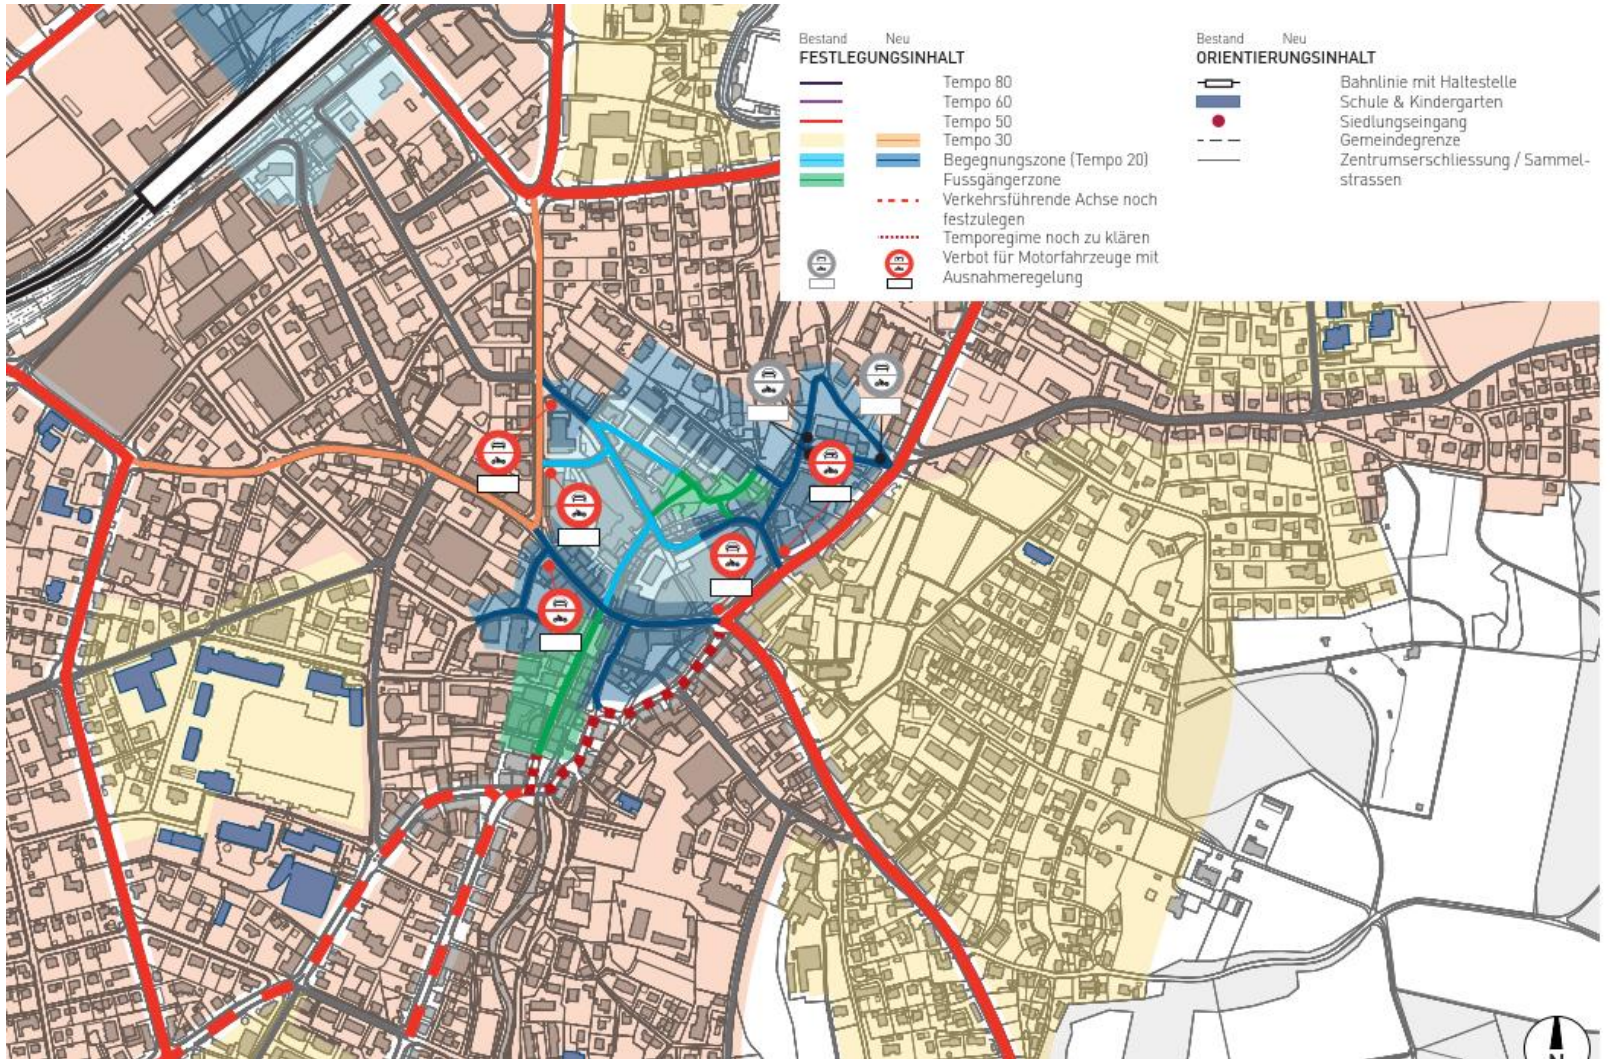 Bestand Neu
FESTLEGUNGSINHALT
Tempo 80
Tempo 60
Tempo 50
Tempo 30
Begegnungszone (Tempo 20)
Fussgängerzone
Verkehrsführende Achse noch
festzulegen
Temporegime noch zu klären
Verbot für Motorfahrzeuge mit
Ausnahmeregelung
Bestand Neu
ORIENTIERUNGSINHALT
Bahnlinie mit Haltestelle
Schule & Kindergarten
Siedlungseingang
Gemeindegrenze
Zentrumserschliessung / Sammel-
strassen
N